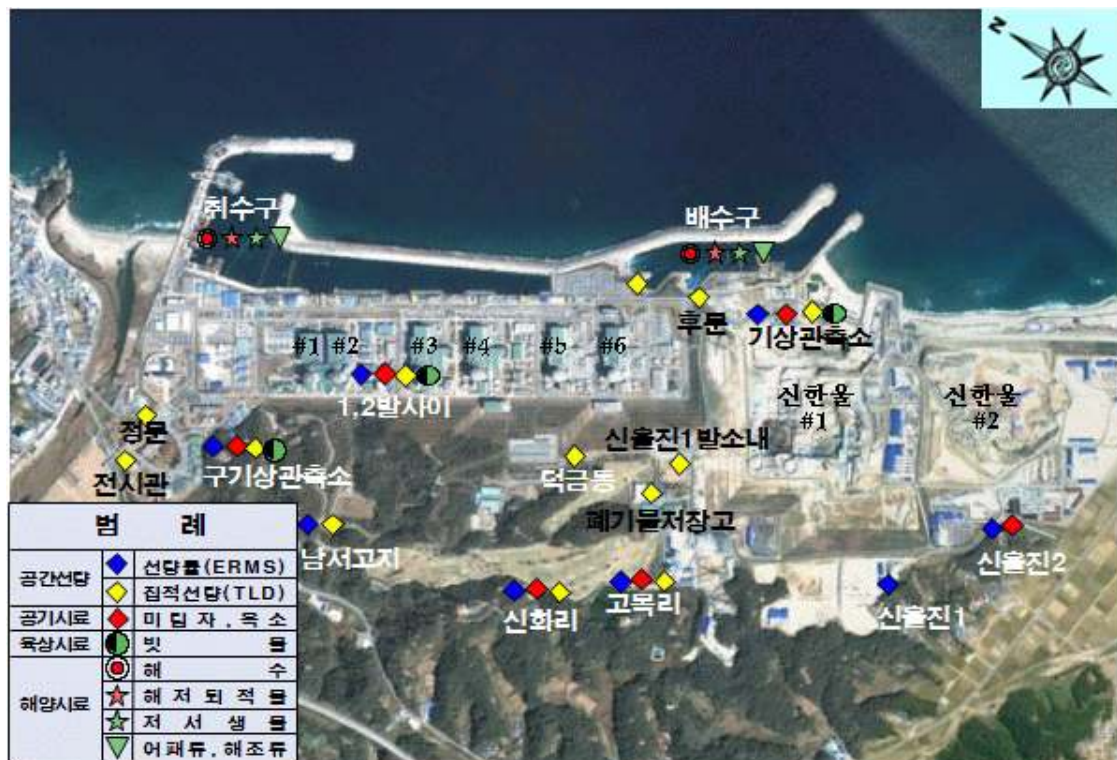 N
취수구
배수구
후문
기상관측소
#1 #2 #3 #4 #5 #6
1,2발사이
신한울
#1
신한울
#2
정문
전시관
구기상관측소
신울진1발소내
덕금동
폐기물저장고
남서고지
신화리
고목리
신울진1
신울진2
범 례
공간선량
선량률(ERMS)
집적선량(TLD)
공기시료
미립자,옥소
육상시료
빗 물
해양시료
해 수
해저퇴적물
저서생물
어패류,해조류